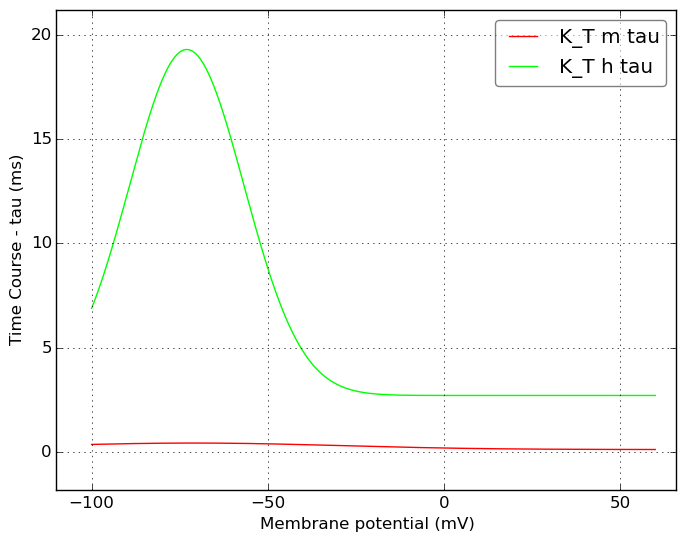 K_T m tau
K_T h tau
20
15
10
5
0
Time Course - tau (ms)
−100
−50
0
50
Membrane potential (mV)